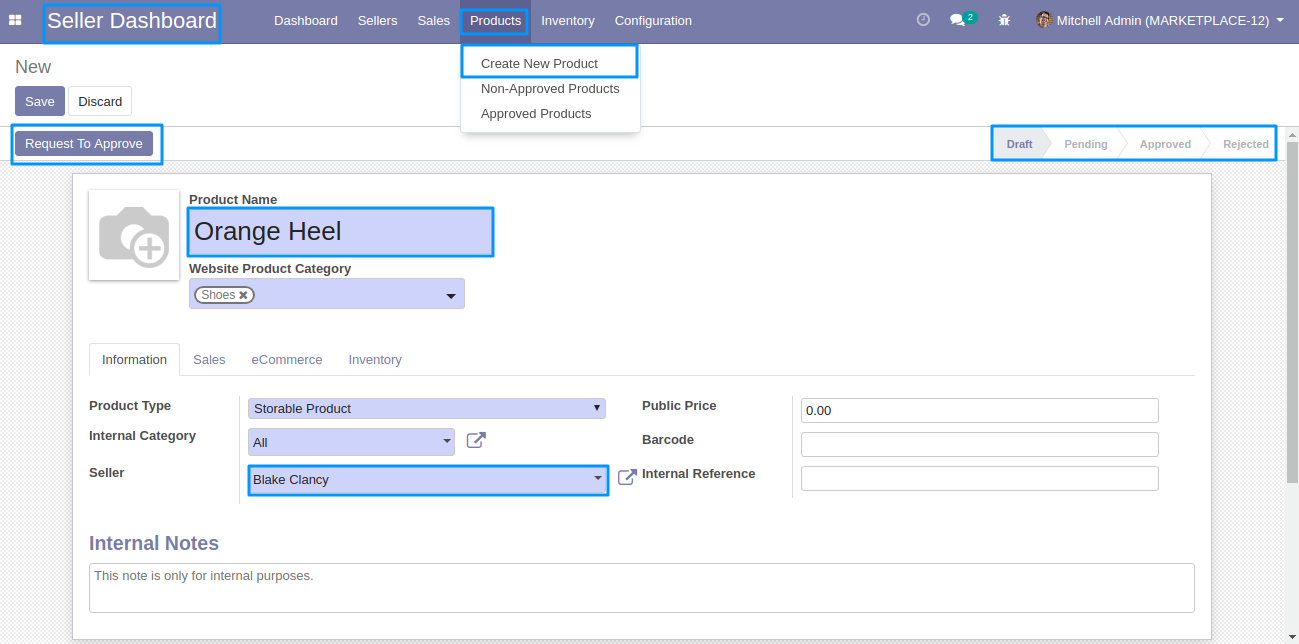 Seller Dashboard Dashboard Sellers Sales Products Inventory Configuration 2 Mitchell Admin (MARKETPLACE-12)
New
Create New Product
Non-Approved Products
Approved Products
Save Discard
Request To Approve Draft Pending Approved Rejected
Product Name
Orange Heel
Website Product Category
Shoes
Information Sales eCommerce Inventory
Product Type Storable Product Public Price 0.00
Internal Category All Barcode
Seller Blake Clancy Internal Reference
Internal Notes
This note is only for internal purposes.